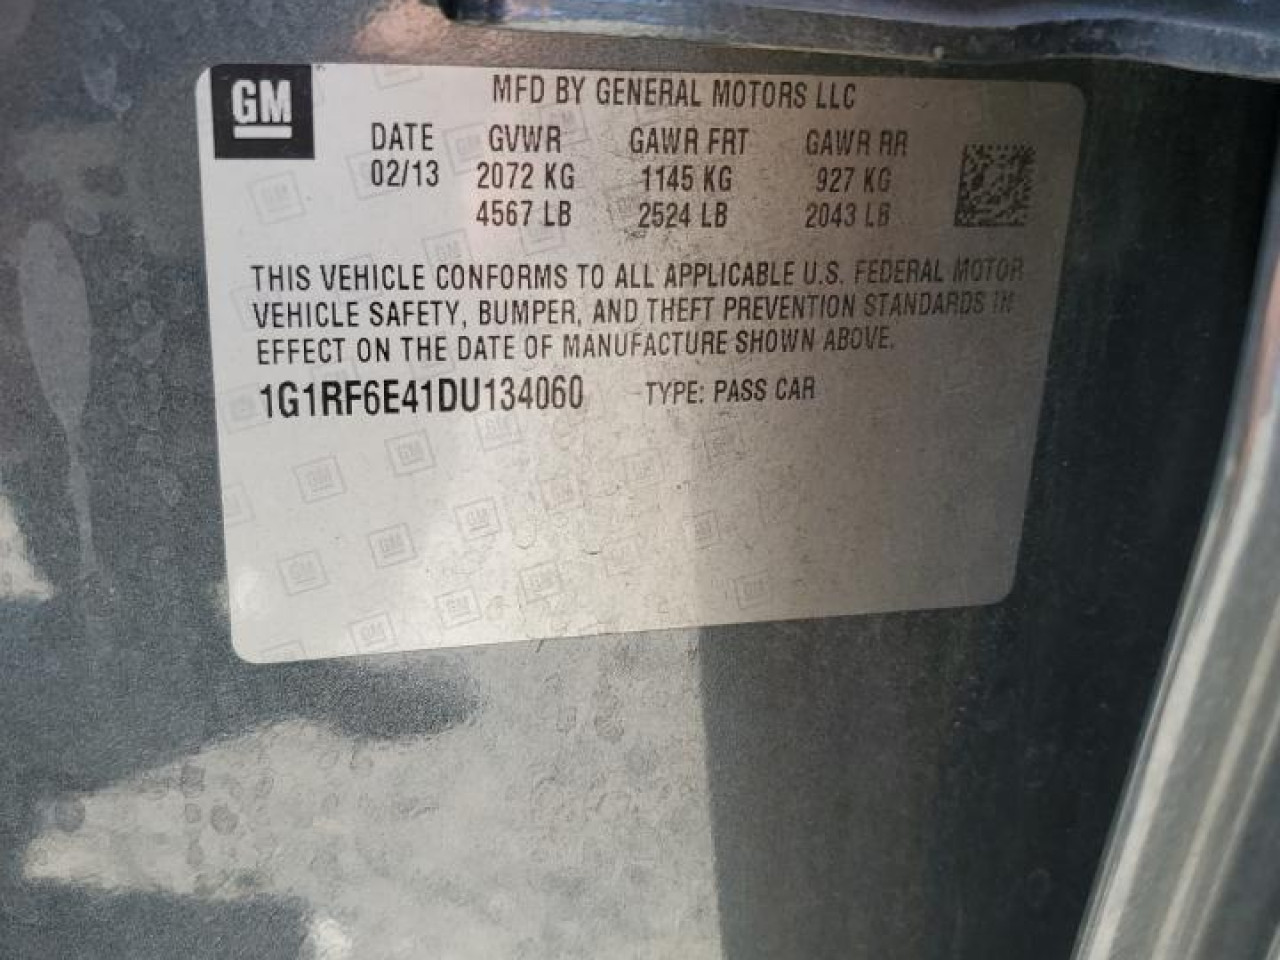 GM
MFD BY GENERAL MOTORS LLC
DATE GVWR GAWR FRT GAWR RR
02/13 2072 KG 1145 KG 927 KG
4567 LB 2524 LB 2043 LB
THIS VEHICLE CONFORMS TO ALL APPLICABLE U.S. FEDERAL MOTOR
VEHICLE SAFETY, BUMPER, AND THEFT PREVENTION STANDARDS IN
EFFECT ON THE DATE OF MANUFACTURE SHOWN ABOVE.
1G1RF6E41DU134060 TYPE: PASS CAR